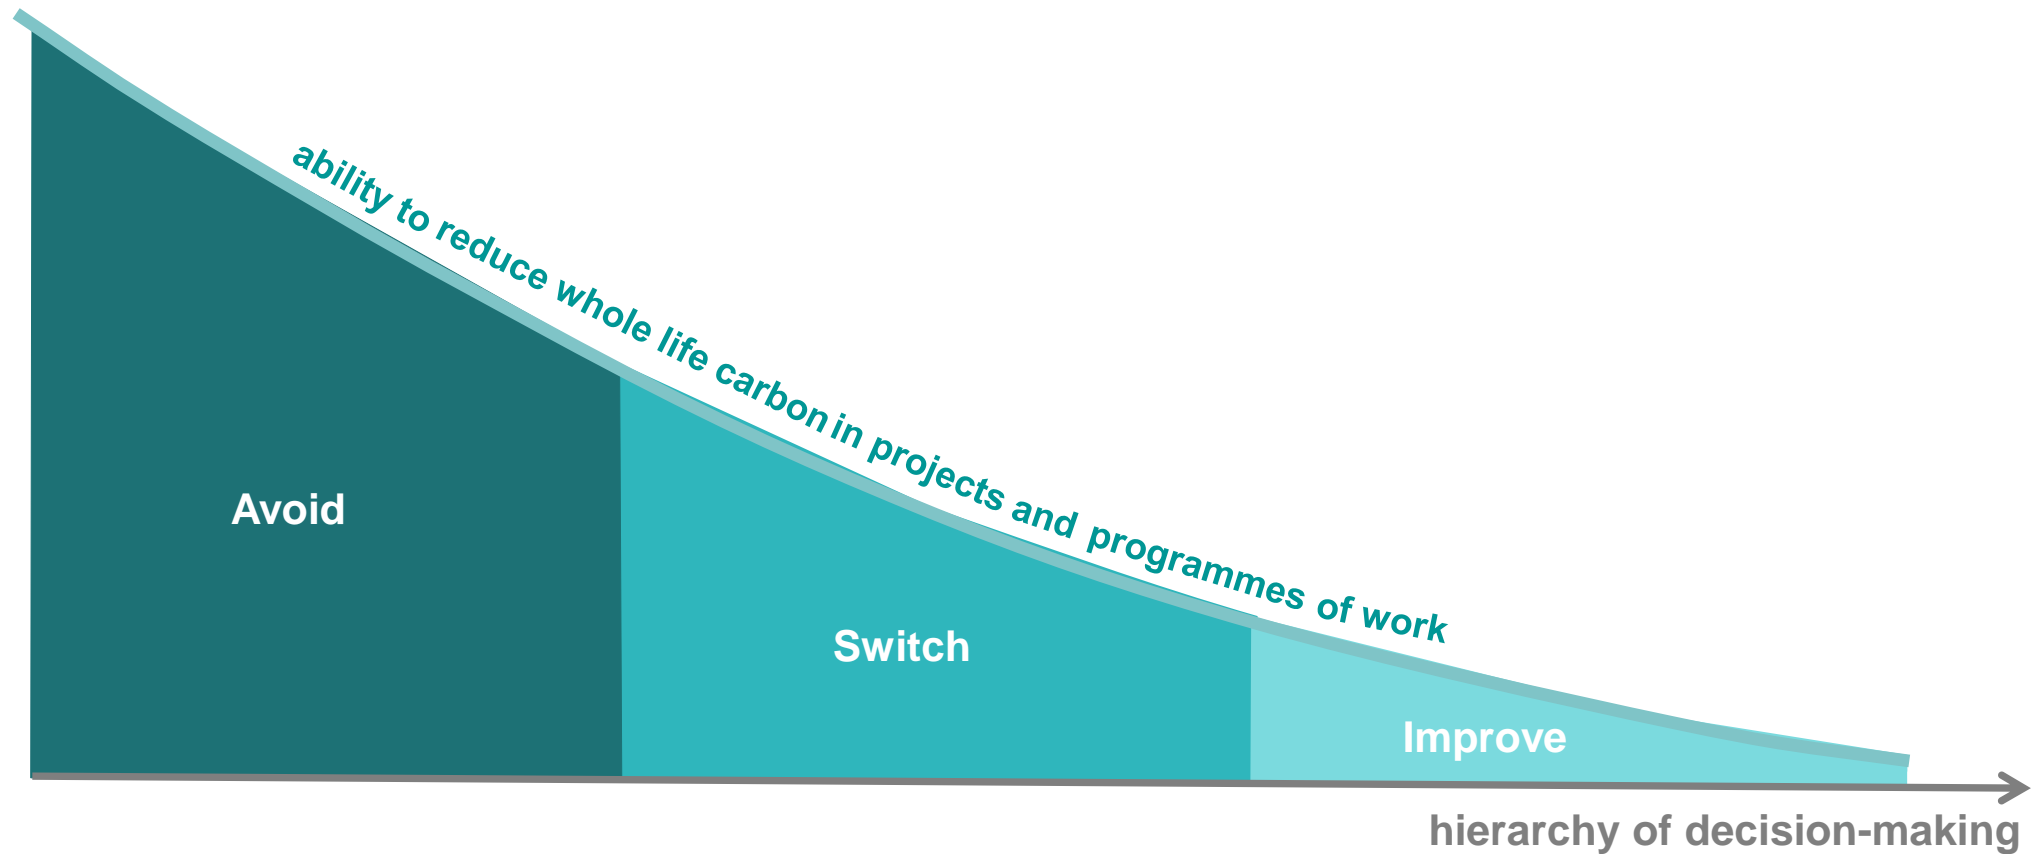 ability to reduce whole life carbon in projects and programmes of work
Avoid
Switch
Improve
hierarchy of decision-making